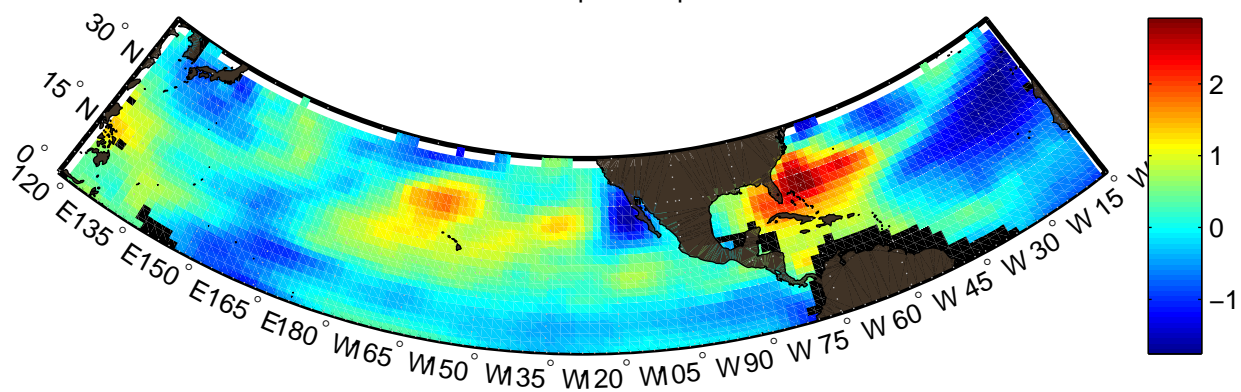 30° N
15° N
0°
120° E
135° E
150° E
165° E
180° W
165° W
150° W
135° W
120° W
105° W
90° W
75° W
60° W
45° W
30° W
15° W
2
1
0
−1